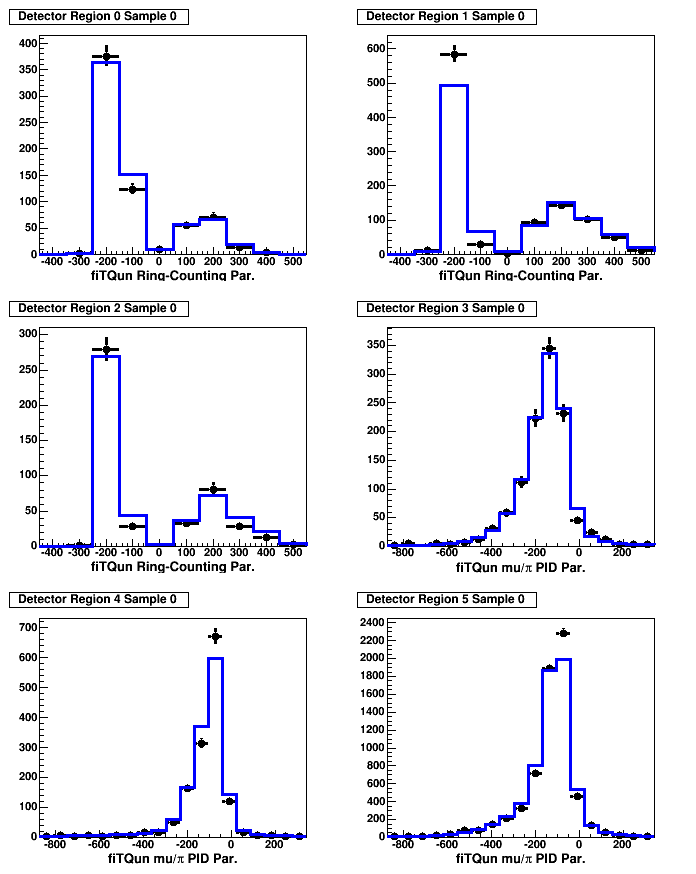 Detector Region 0 Sample 0
400
350
300
250
200
150
100
50
0
-400 -300 -200 -100 0 100 200 300 400 500
fiTQun Ring-Counting Par.
Detector Region 1 Sample 0
600
500
400
300
200
100
0
-400 -300 -200 -100 0 100 200 300 400 500
fiTQun Ring-Counting Par.
Detector Region 2 Sample 0
300
250
200
150
100
50
0
-400 -300 -200 -100 0 100 200 300 400 500
fiTQun Ring-Counting Par.
Detector Region 3 Sample 0
350
300
250
200
150
100
50
0
-800 -600 -400 -200 0 200
fiTQun mu/π PID Par.
Detector Region 4 Sample 0
700
600
500
400
300
200
100
0
-800 -600 -400 -200 0 200
fiTQun mu/π PID Par.
Detector Region 5 Sample 0
2400
2200
2000
1800
1600
1400
1200
1000
800
600
400
200
0
-800 -600 -400 -200 0 200
fiTQun mu/π PID Par.